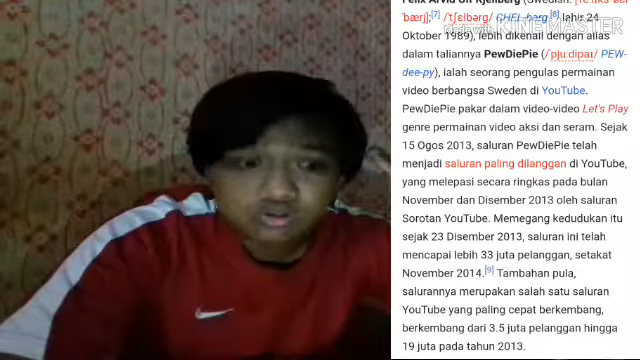 Felix Arvid Ulf Kjellberg (Swedish:
'bærj];[7] /ˈtʃɛlbərɡ/ CHEL-bərg,[8] lahir 24
Oktober 1989), lebih dikenali dengan alias
dalam taliannya PewDiePie (/ˈpjuːdipaɪ/ PEW-
dee-py), ialah seorang pengulas permainan
video berbangsa Sweden di YouTube.
PewDiePie pakar dalam video-video Let's Play
genre permainan video aksi dan seram. Sejak
15 Ogos 2013, saluran PewDiePie telah
menjadi saluran paling dilanggan di YouTube,
yang melepasi secara ringkas pada bulan
November dan Disember 2013 oleh saluran
Sorotan YouTube. Memegang kedudukan itu
sejak 23 Disember 2013, saluran ini telah
mencapai lebih 33 juta pelanggan, setakat
November 2014.[9] Tambahan pula,
salurannya merupakan salah satu saluran
YouTube yang paling cepat berkembang,
berkembang dari 3.5 juta pelanggan hingga
19 juta pada tahun 2013.
KINEMASTER